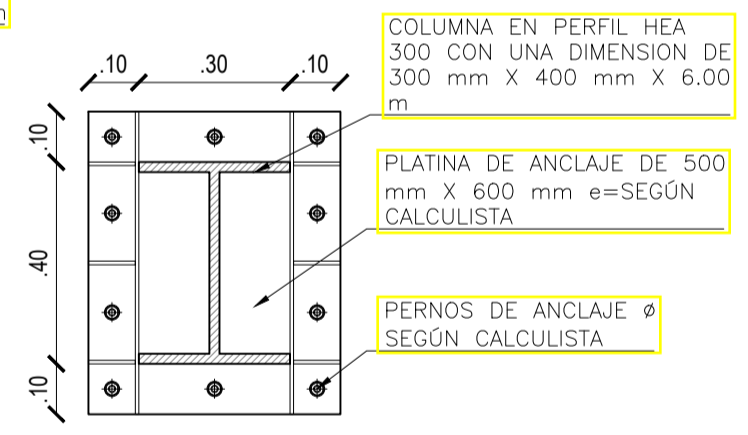 .10 .30 .10
COLUMNA EN PERFIL HEA
300 CON UNA DIMENSION DE
300 mm X 400 mm X 6.00
m
.10
PLATINA DE ANCLAJE DE 500
mm X 600 mm e=SEGÚN
CALCULISTA
.40
PERNOS DE ANCLAJE ø
SEGÚN CALCULISTA
.10